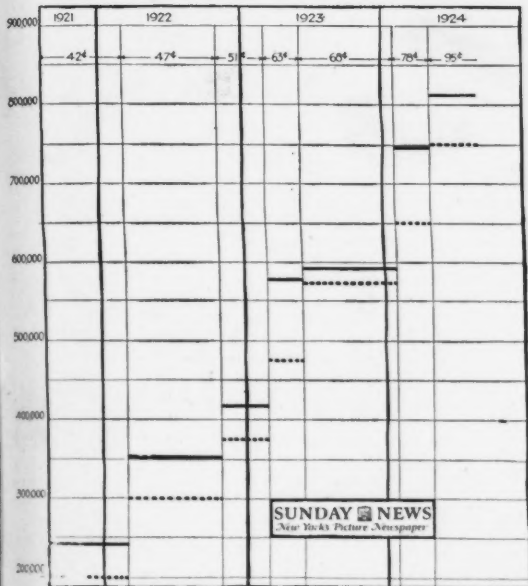 1921 1922 1923 1924
900,000
42¢ 47¢ 51¢ 63¢ 68¢ 78¢ 95¢
800,000
700,000
600,000
500,000
400,000
300,000
SUNDAY NEWS
New York's Picture Newspaper
200,000